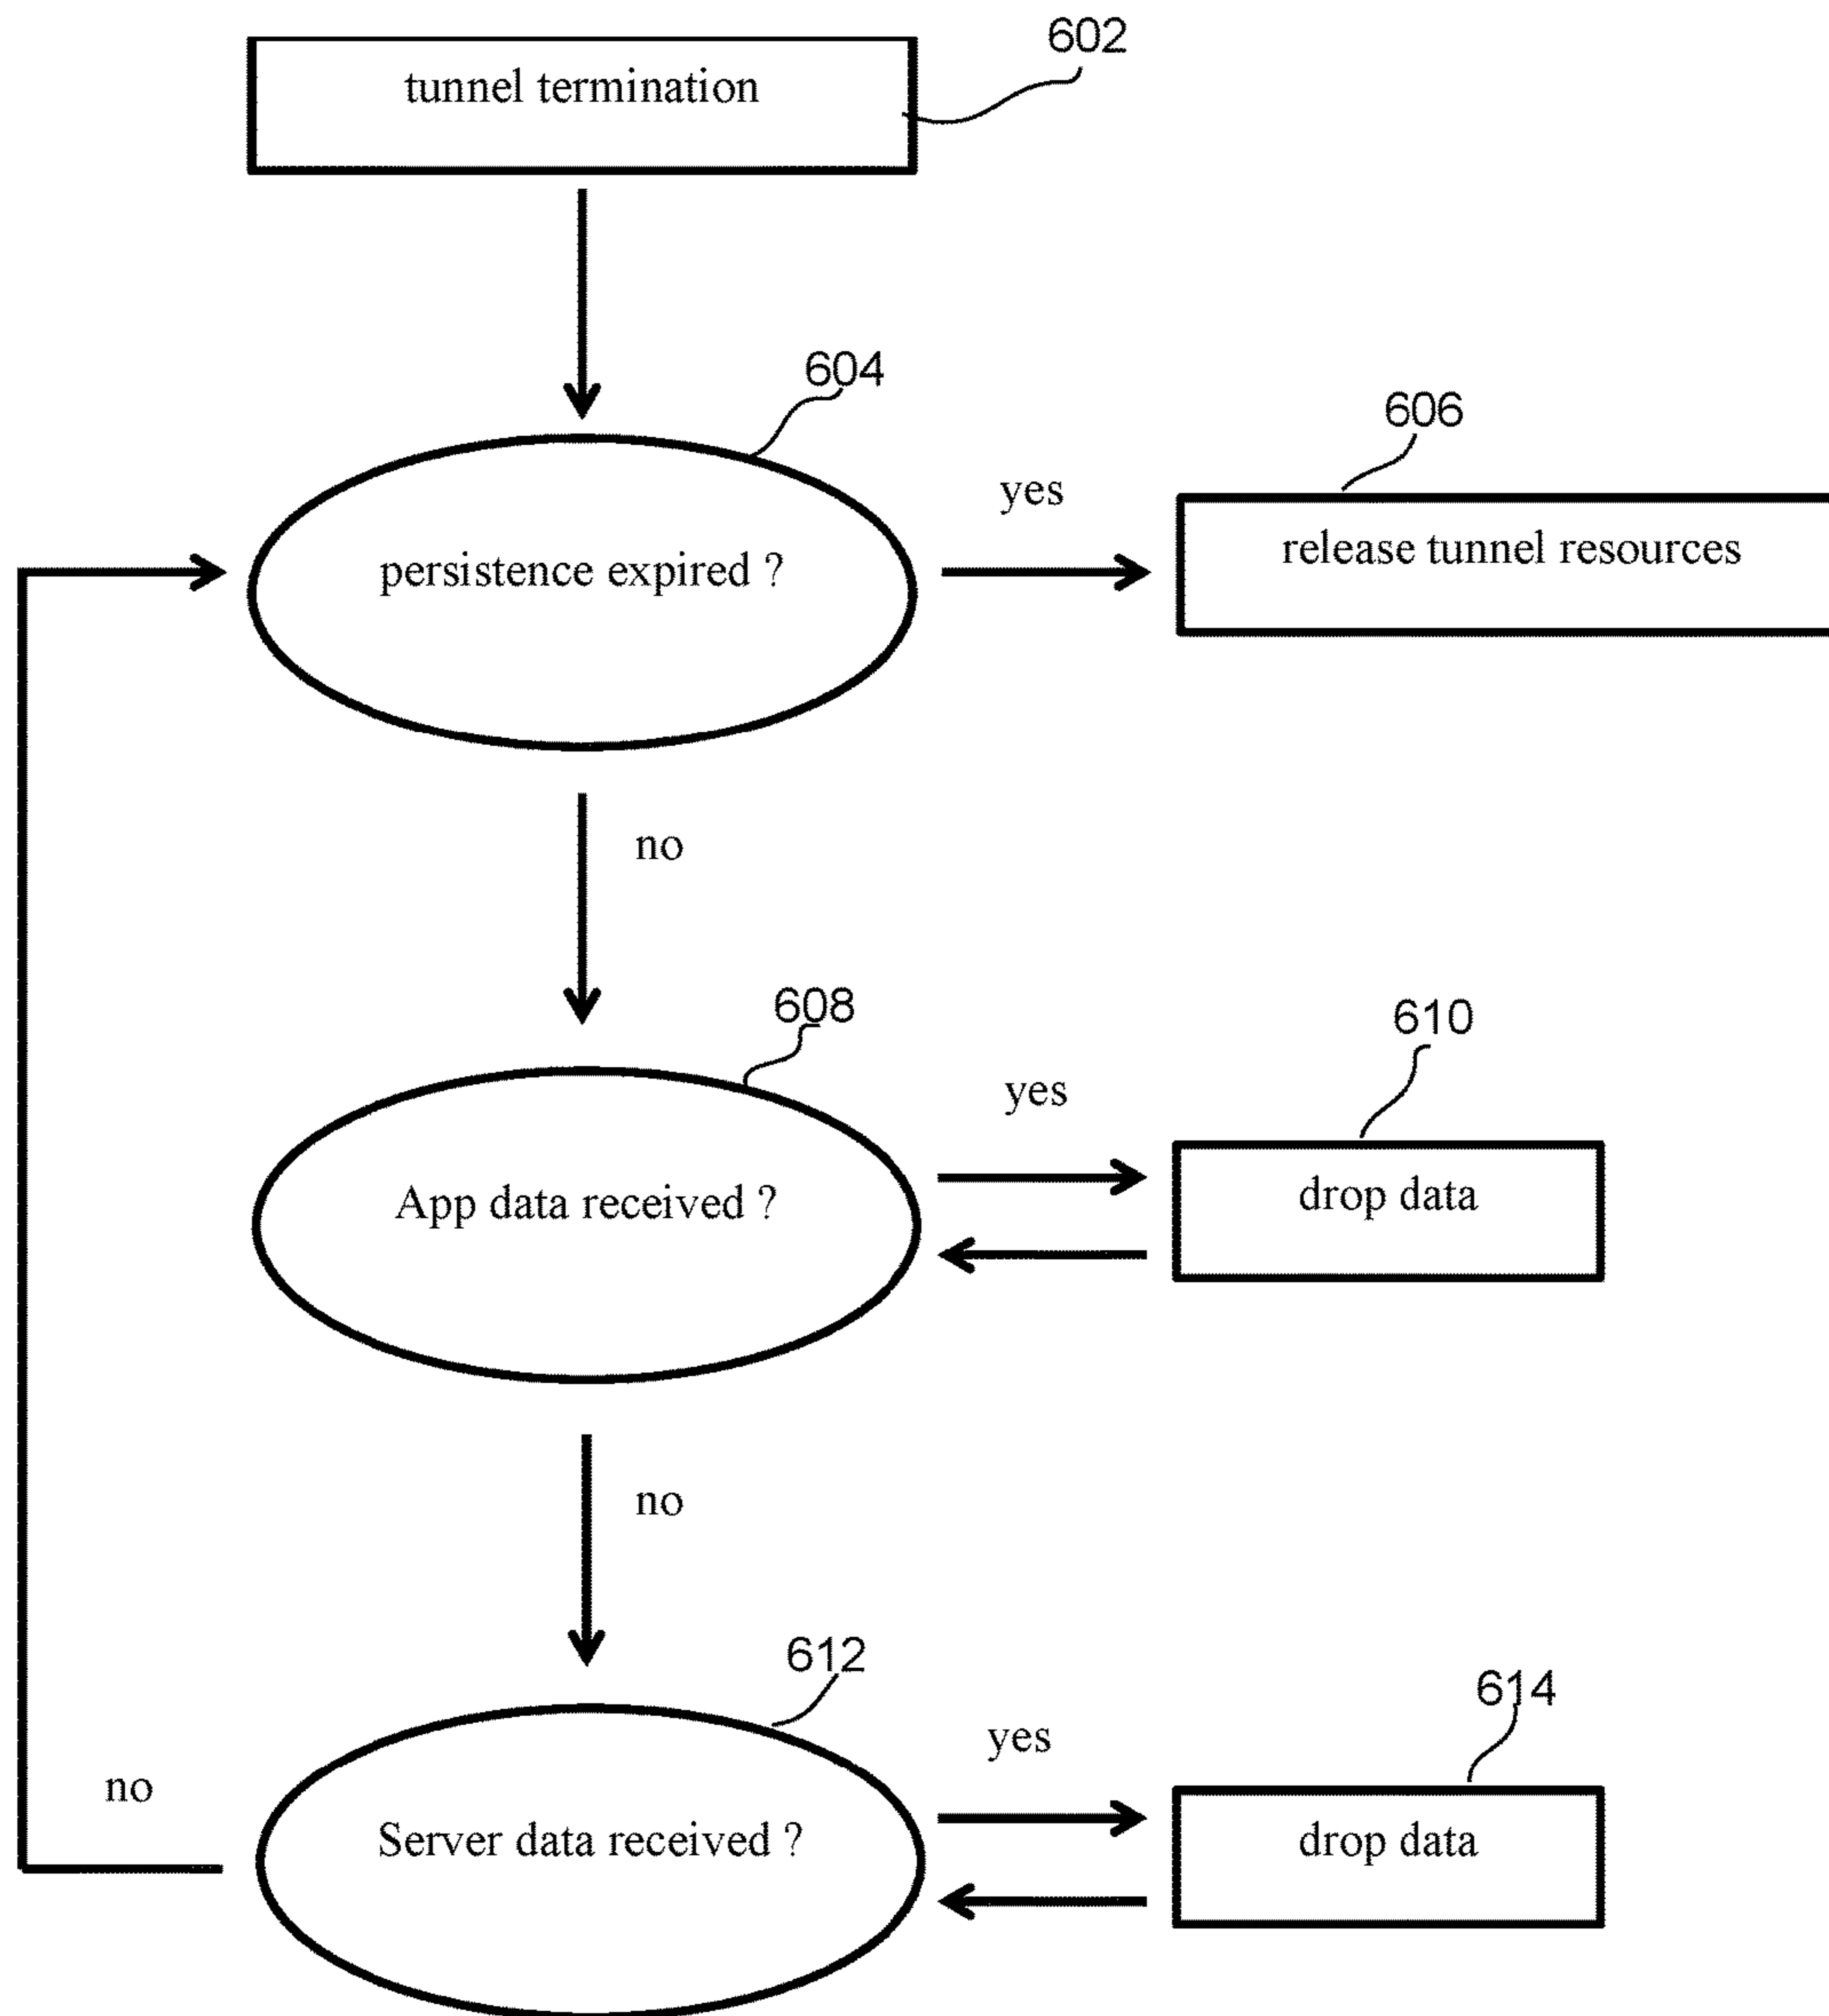 602
tunnel termination
604
606
yes
release tunnel resources
persistence expired ?
no
608
610
yes
App data received ?
drop data
no
612
614
yes
no
Server data received ?
drop data